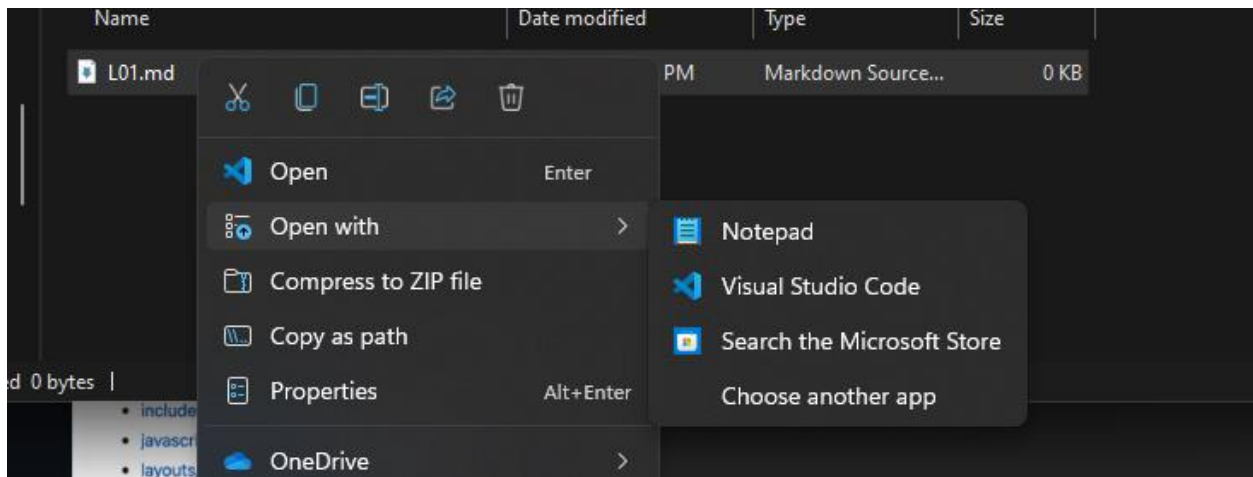 Name Date modified Type Size
L01.md PM Markdown Source... 0 KB
Open Enter
Open with
Notepad
Compress to ZIP file
Visual Studio Code
Copy as path
Search the Microsoft Store
Properties Alt+Enter
Choose another app
0 bytes
include
javascri
layouts
OneDrive